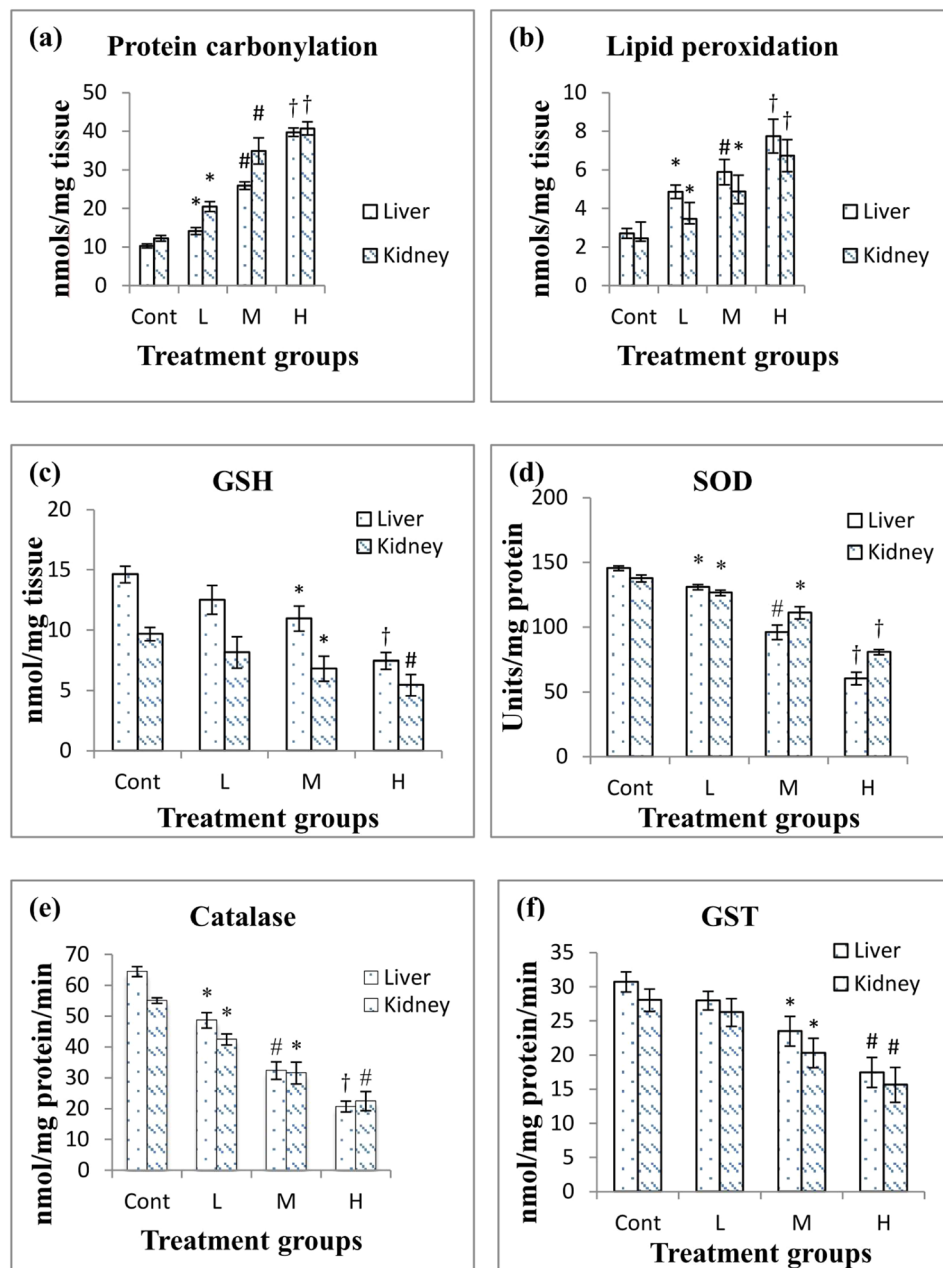 (a)
Protein carbonylation
nmols/mg tissue
50
40
30
20
10
0
* * # # † †
Liver
Kidney
Cont L M H
Treatment groups
(b)
Lipid peroxidation
nmols/mg tissue
10
8
6
4
2
0
* * # * † †
Liver
Kidney
Cont L M H
Treatment groups
(c)
GSH
nmol/mg tissue
20
15
10
5
0
* * † #
Liver
Kidney
Cont L M H
Treatment groups
(d)
SOD
Units/mg protein
200
150
100
50
0
* * # * † †
Liver
Kidney
Cont L M H
Treatment groups
(e)
Catalase
nmol/mg protein/min
70
60
50
40
30
20
10
0
* * # * † #
Liver
Kidney
Cont L M H
Treatment groups
(f)
GST
nmol/mg protein/min
35
30
25
20
15
10
5
0
* * # #
Liver
Kidney
Cont L M H
Treatment groups